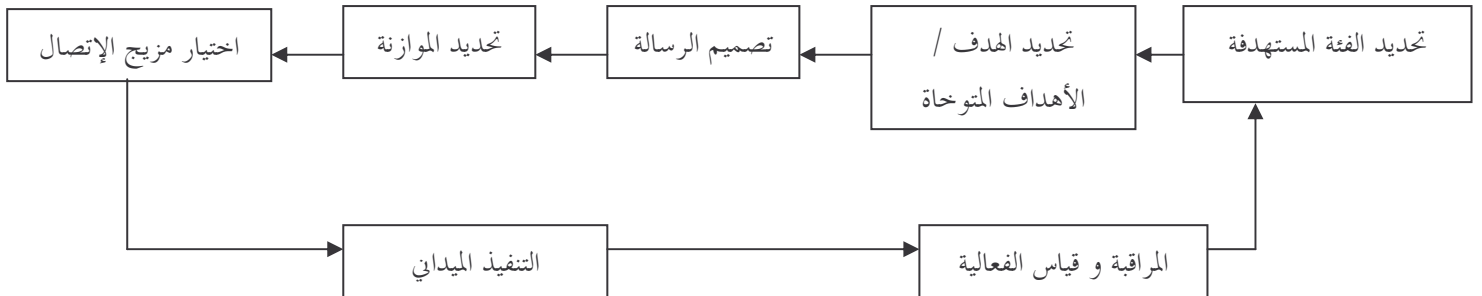 تحديد الفئة المستهدفة
تحديد الهدف /
الأهداف المتوخاة
تصميم الرسالة
تحديد الموازنة
اختيار مزيج الإتصال
التنفيذ الميداني
المراقبة و قياس الفعالية